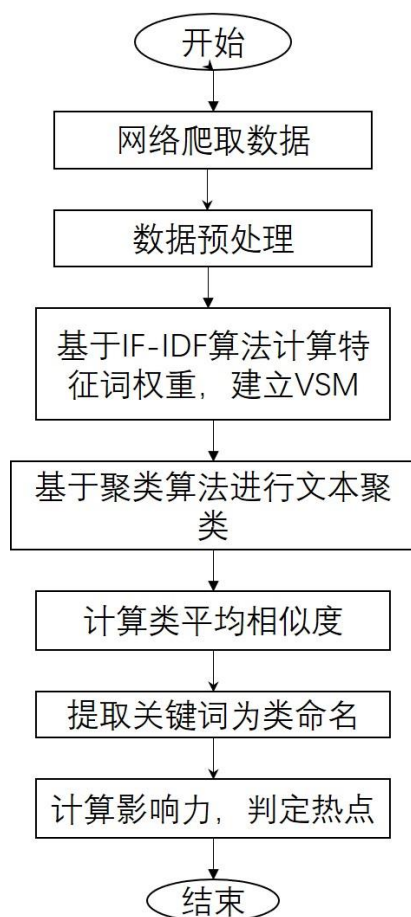 开始
网络爬取数据
数据预处理
基于IF-IDF算法计算特
征词权重，建立VSM
基于聚类算法进行文本聚
类
计算类平均相似度
提取关键词为类命名
计算影响力，判定热点
结束